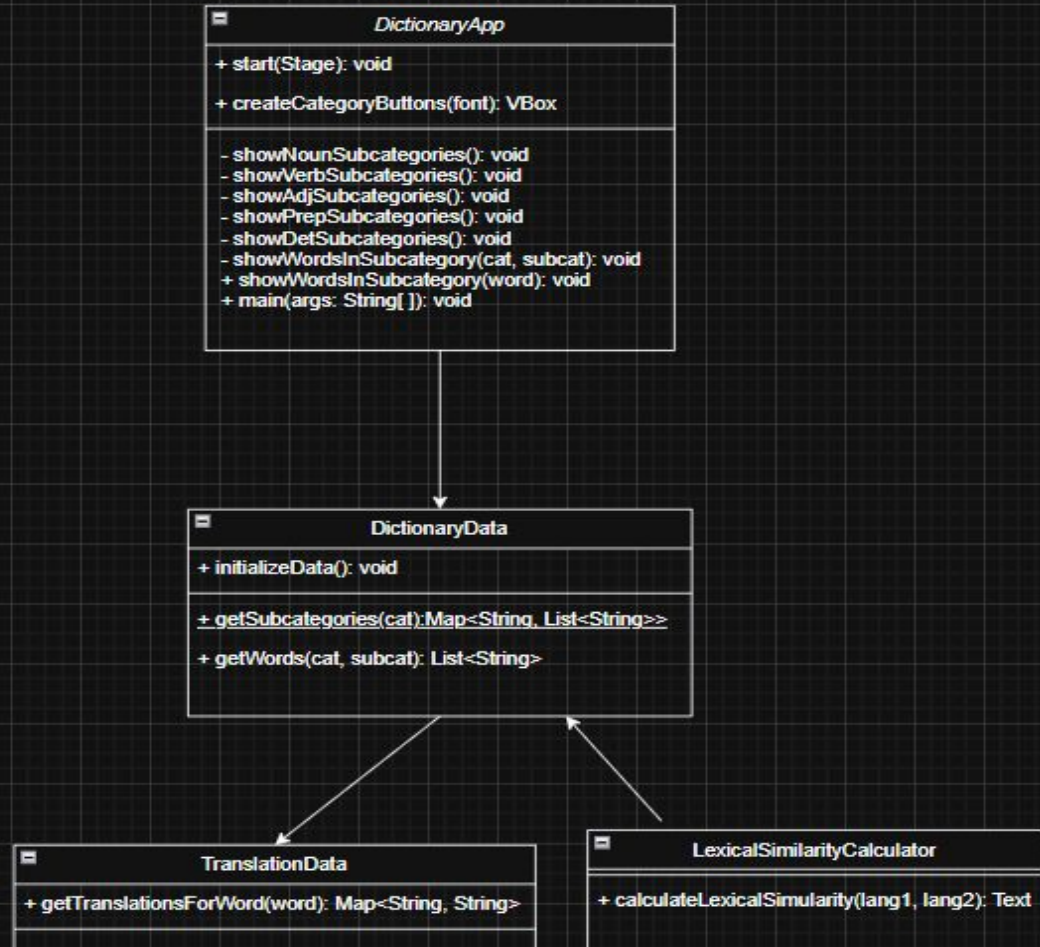 DictionaryApp
+ start(Stage): void
+ createCategoryButtons(font): VBox
- showNounSubcategories(): void
- showVerbSubcategories(): void
- showAdjSubcategories(): void
- showPrepSubcategories(): void
- showDetSubcategories(): void
- showWordsInSubcategory(cat, subcat): void
+ showWordsInSubcategory(word): void
+ main(args: String[ ]): void
DictionaryData
+ initializeData(): void
+ getSubcategories(cat):Map<String, List<String>>
+ getWords(cat, subcat): List<String>
TranslationData
+ getTranslationsForWord(word): Map<String, String>
LexicalSimilarityCalculator
+ calculateLexicalSimularity(lang1, lang2): Text